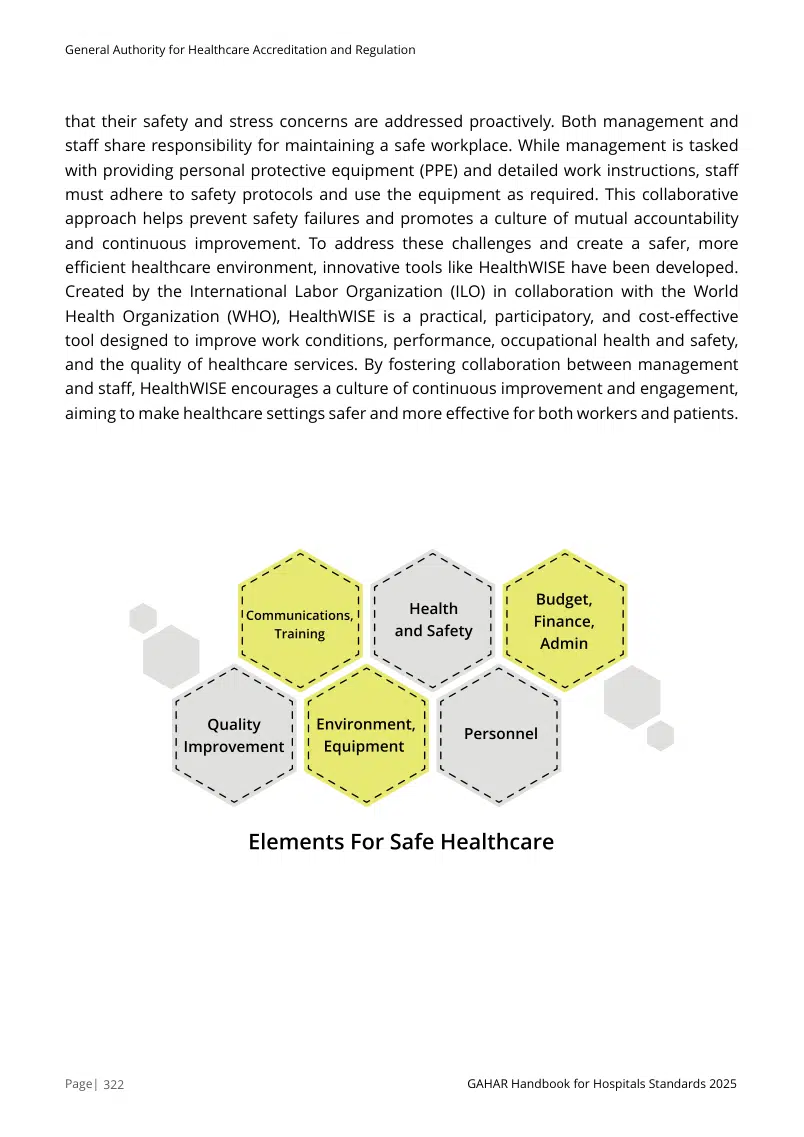 General Authority for Healthcare Accreditation and Regulation
that their safety and stress concerns are addressed proactively. Both management and
staff share responsibility for maintaining a safe workplace. While management is tasked
with providing personal protective equipment (PPE) and detailed work instructions, staff
must adhere to safety protocols and use the equipment as required. This collaborative
approach helps prevent safety failures and promotes a culture of mutual accountability
and continuous improvement. To address these challenges and create a safer, more
efficient healthcare environment, innovative tools like HealthWISE have been developed.
Created by the International Labor Organization (ILO) in collaboration with the World
Health Organization (WHO), HealthWISE is a practical, participatory, and cost-effective
tool designed to improve work conditions, performance, occupational health and safety,
and the quality of healthcare services. By fostering collaboration between management
and staff, HealthWISE encourages a culture of continuous improvement and engagement,
aiming to make healthcare settings safer and more effective for both workers and patients.
Communications,
Training
Health
and Safety
Budget,
Finance,
Admin
Quality
Improvement
Environment,
Equipment
Personnel
Elements For Safe Healthcare
Page| 322
GAHAR Handbook for Hospitals Standards 2025